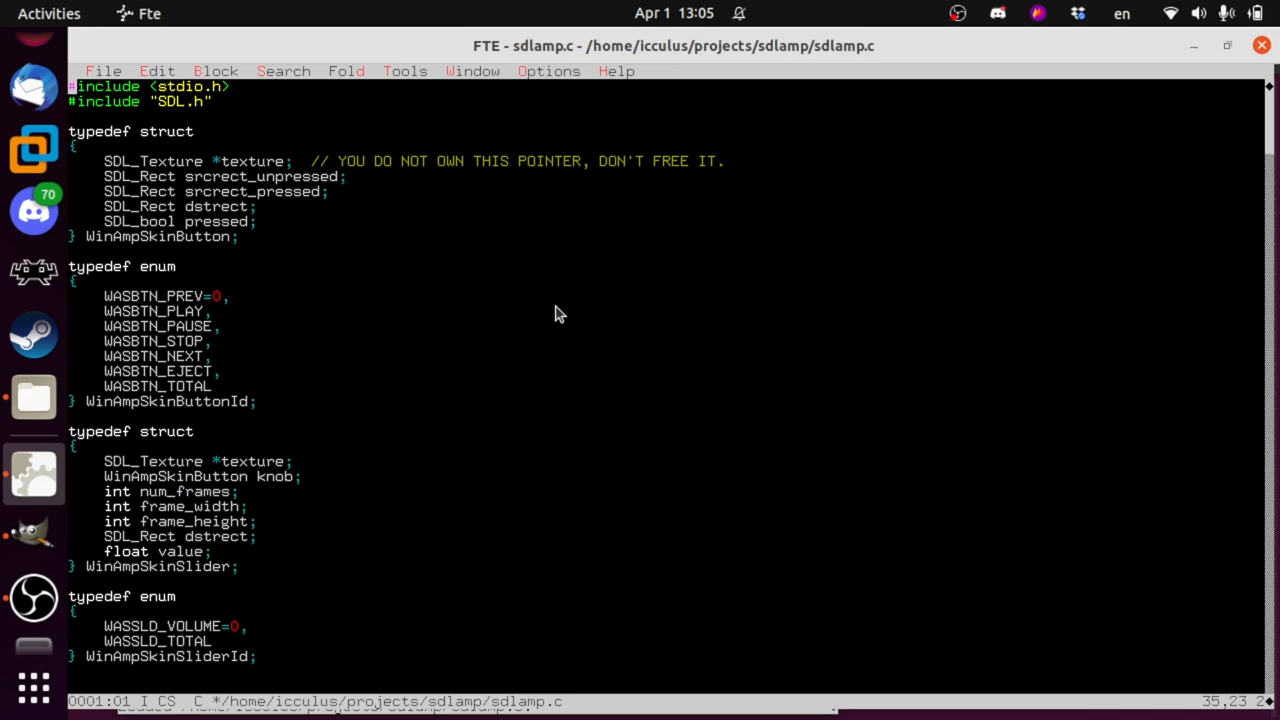 Activities Fte Apr 1 13:05 en
FTE - sdlamp.c - /home/icculus/projects/sdlamp/sdlamp.c
File Edit Block Search Fold Tools Window Options Help
#include <stdio.h>
#include "SDL.h"
typedef struct
{
SDL_Texture *texture; // YOU DO NOT OWN THIS POINTER, DON'T FREE IT.
SDL_Rect srcrect_unpressed;
SDL_Rect srcrect_pressed;
SDL_Rect dstrect;
SDL_bool pressed;
} WinAmpSkinButton;
typedef enum
{
WASBTN_PREV=0,
WASBTN_PLAY,
WASBTN_PAUSE,
WASBTN_STOP,
WASBTN_NEXT,
WASBTN_EJECT,
WASBTN_TOTAL
} WinAmpSkinButtonId;
typedef struct
{
SDL_Texture *texture;
WinAmpSkinButton knob;
int num_frames;
int frame_width;
int frame_height;
SDL_Rect dstrect;
float value;
} WinAmpSkinSlider;
typedef enum
{
WASSLD_VOLUME=0,
WASSLD_TOTAL
} WinAmpSkinSliderId;
0001:01 I CS C */home/icculus/projects/sdlamp/sdlamp.c 35,23 2
70